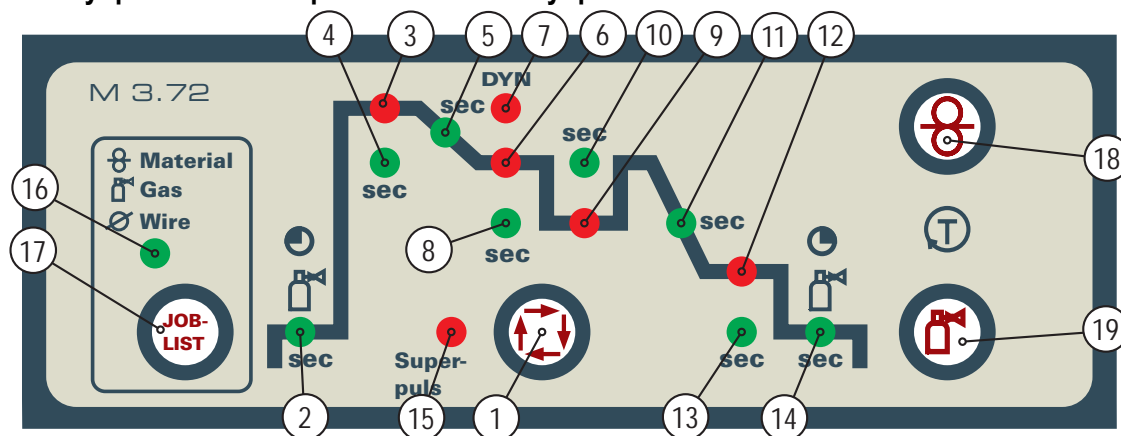 4
3
5
7
6
10
9
11
12
M 3.72
DYN
sec
sec
Material
Gas
Wire
16
17
18
19
sec
8
sec
sec
T
JOB-
LIST
sec
Super-
puls
sec
sec
2
15
1
13
14